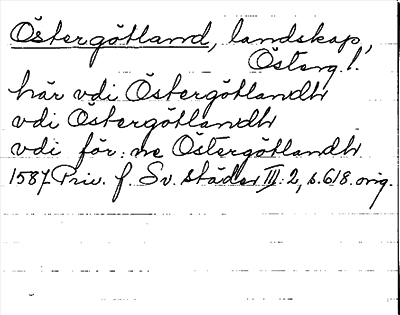 Östergötland, landskap,
Österg l.
här vdi Östergötlandh
vdi Östergötlandh
vdi för:ne Östergötlandh
1587 Priv. f. Sv. städer III:2, s. 618. orig.